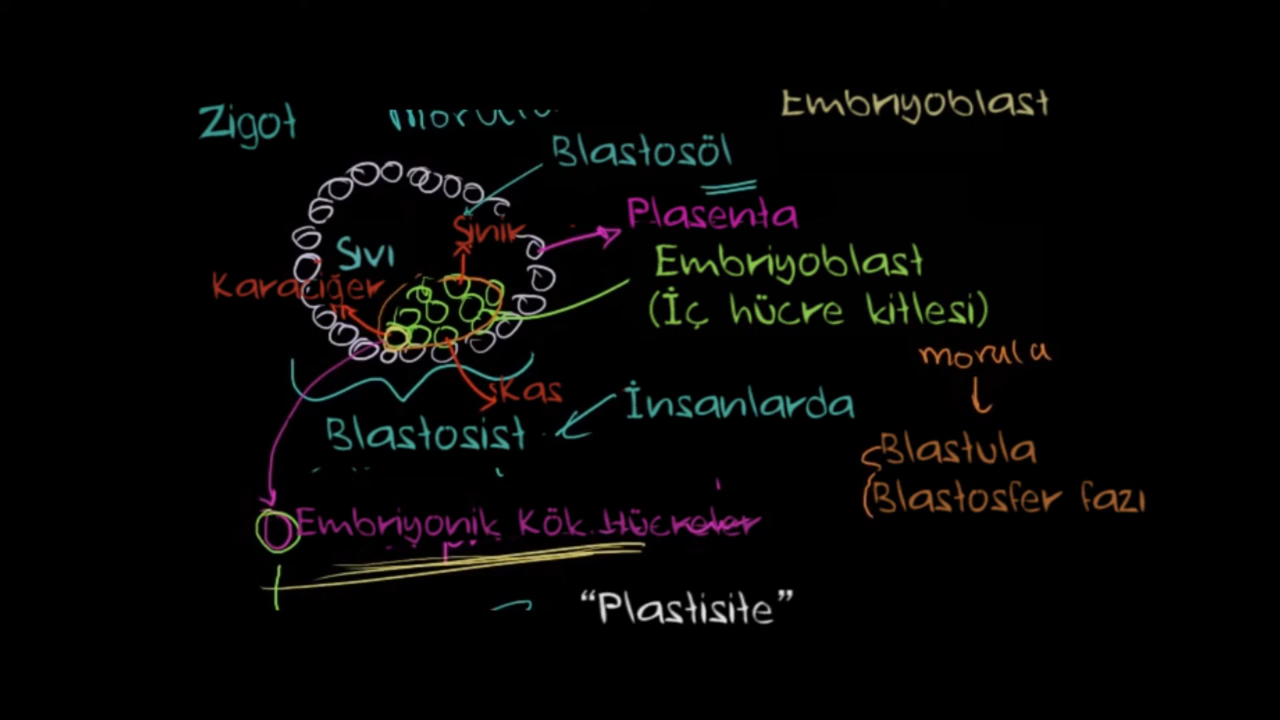 Embriyoblast
Zigot
Blastosöl
Plasenta
Sinir
Sıvı
Embriyoblast
Karaciğer
(İç hücre kitlesi)
morula
Kas
İnsanlarda
Blastosist
Blastula
(Blastosfer fazı
Embriyonik Kök Hücreler
“Plastisite”